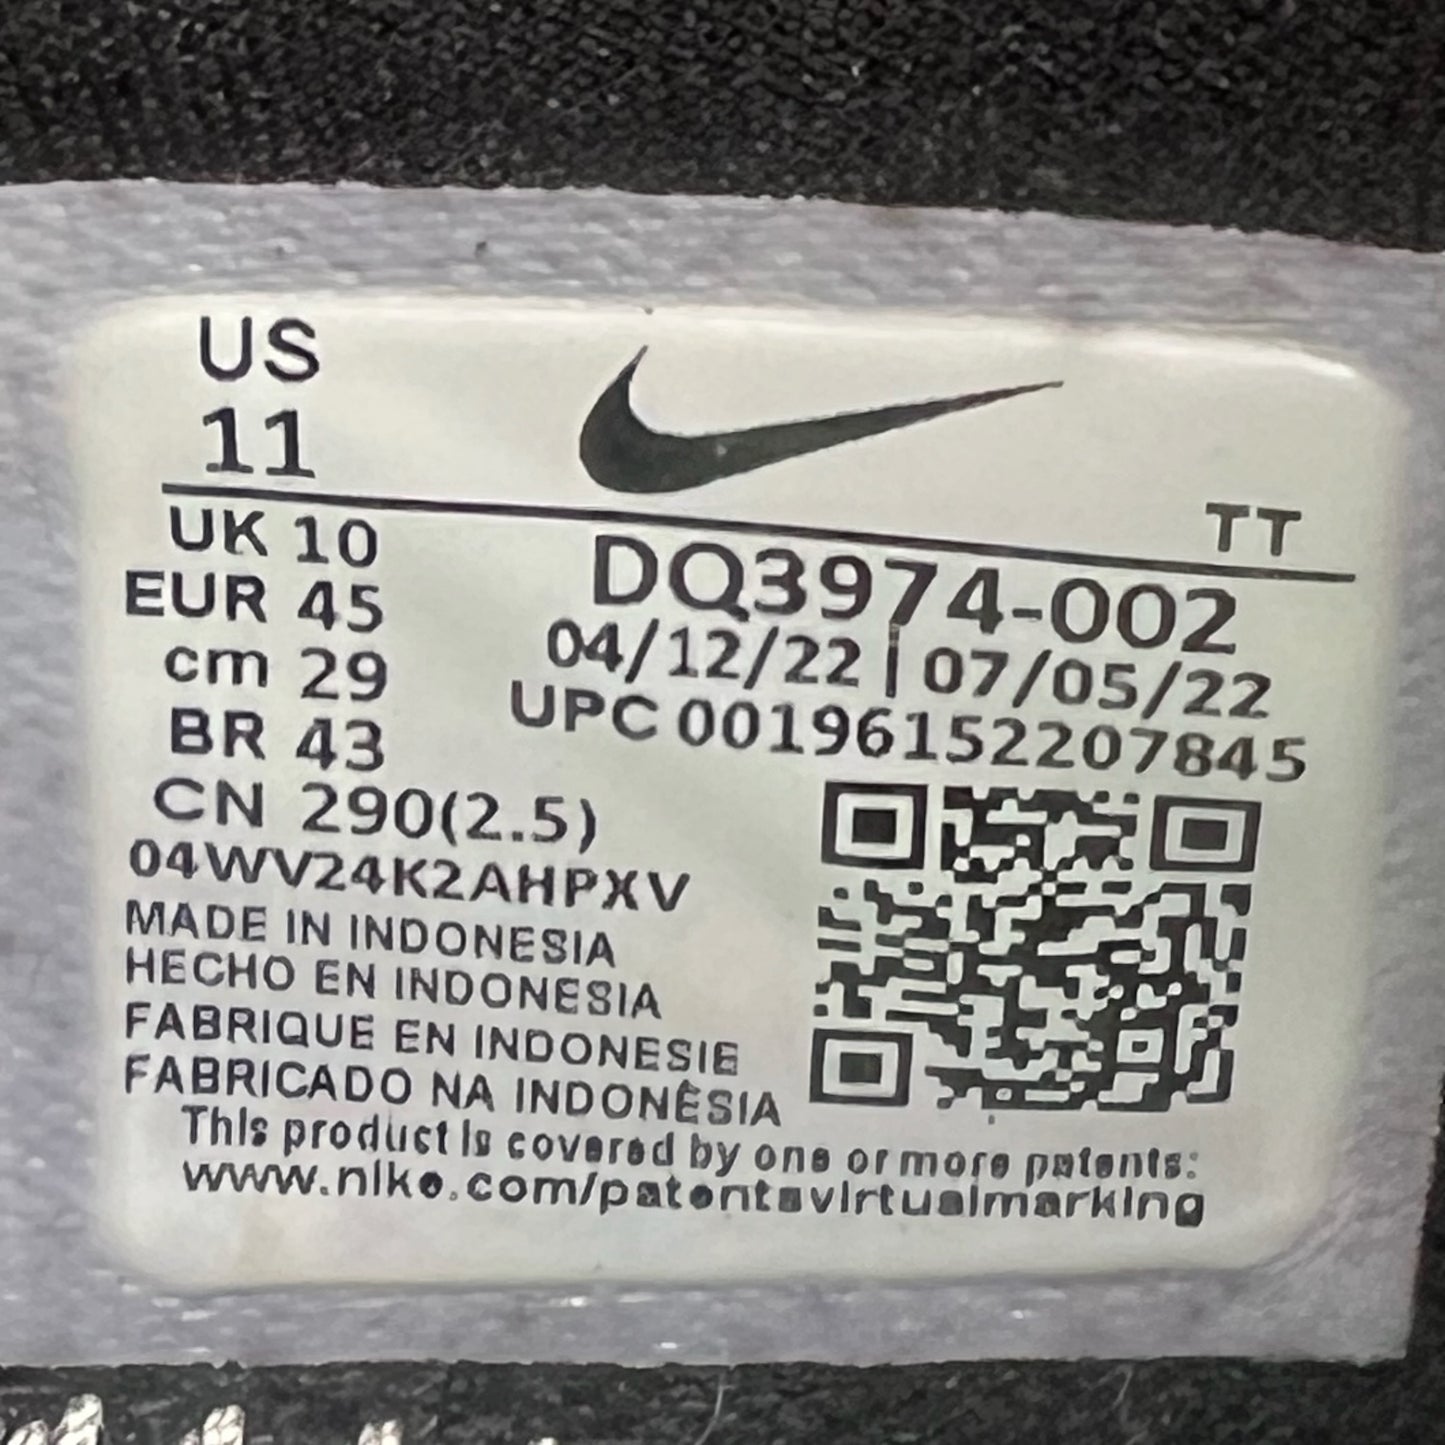 US
11
TT
UK 10
EUR 45
cm 29
BR 43
CN 290(2.5)
DQ3974-002
04/12/22 | 07/05/22
UPC 00196152207845
04WV24K2AHPXV
MADE IN INDONESIA
HECHO EN INDONESIA
FABRIQUE EN INDONESIE
FABRICADO NA INDONÊSIA
This product is covered by one or more patents:
www.nike.com/patentsvirtualmarking